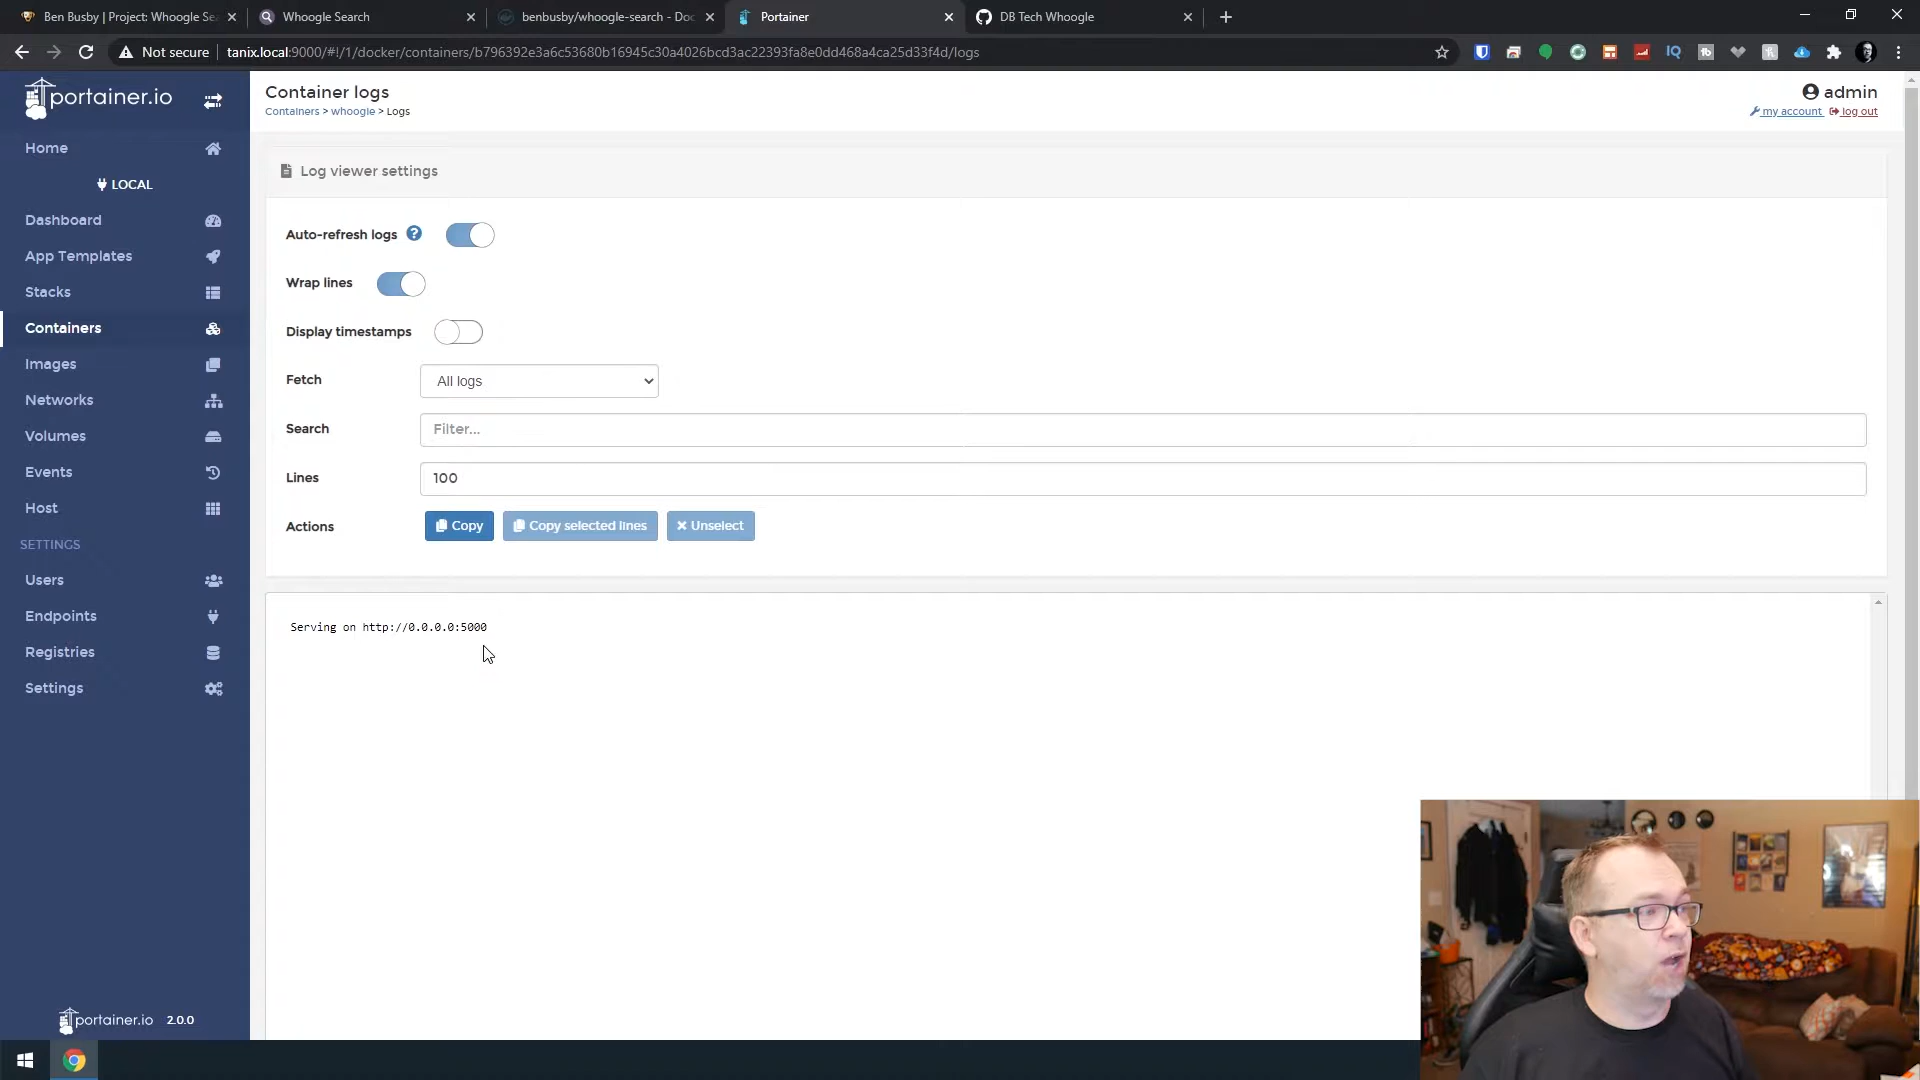 Ben Busby | Project: Whoogle Sea
Whoogle Search
benbusby/whoogle-search - Doc
Portainer
DB Tech Whoogle
Not secure
tanix.local:9000/#!/1/docker/containers/b796392e3a6c53680b16945c30a4026bcd3ac22393fa8e0dd468a4ca25d33f4d/logs
portainer.io
Container logs
Containers > whoogle > Logs
admin
my account
log out
Home
LOCAL
Dashboard
App Templates
Stacks
Containers
Images
Networks
Volumes
Events
Host
SETTINGS
Users
Endpoints
Registries
Settings
Log viewer settings
Auto-refresh logs
Wrap lines
Display timestamps
Fetch
All logs
Search
Filter...
Lines
100
Actions
Copy
Copy selected lines
Unselect
Serving on http://0.0.0.0:5000
portainer.io 2.0.0